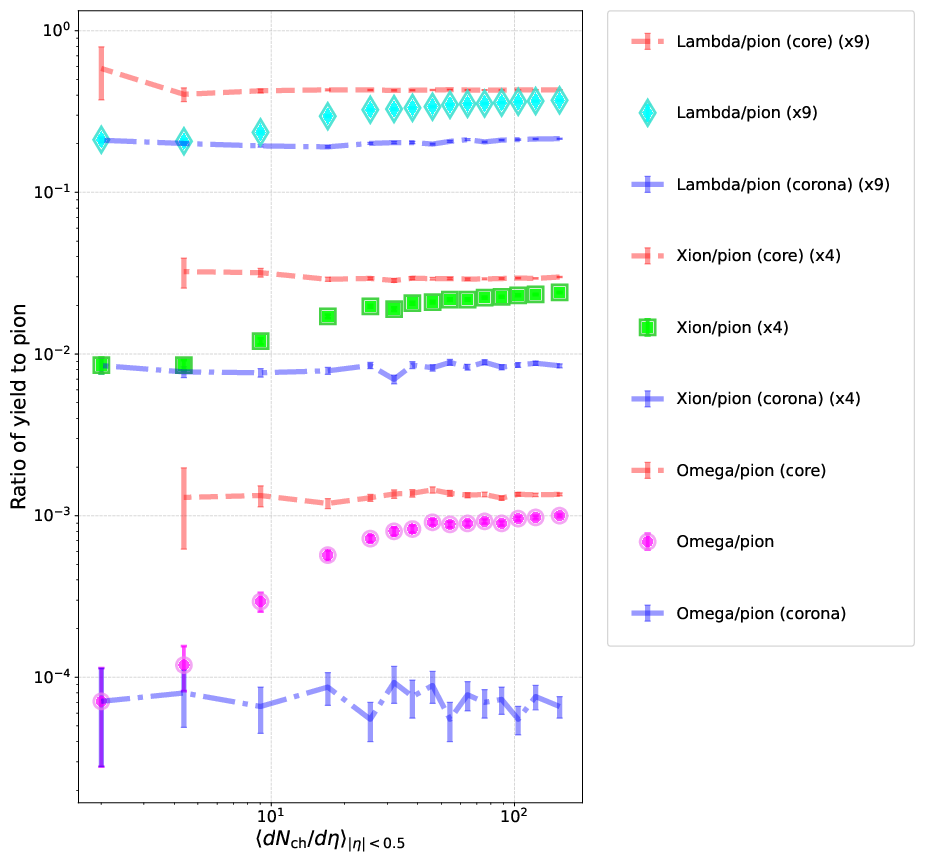 10⁰
10⁻¹
10⁻²
10⁻³
10⁻⁴
Ratio of yield to pion
10¹
10²
⟨dN_ch/dη⟩_|η|<0.5
Lambda/pion (core) (x9)
Lambda/pion (x9)
Lambda/pion (corona) (x9)
Xion/pion (core) (x4)
Xion/pion (x4)
Xion/pion (corona) (x4)
Omega/pion (core)
Omega/pion
Omega/pion (corona)